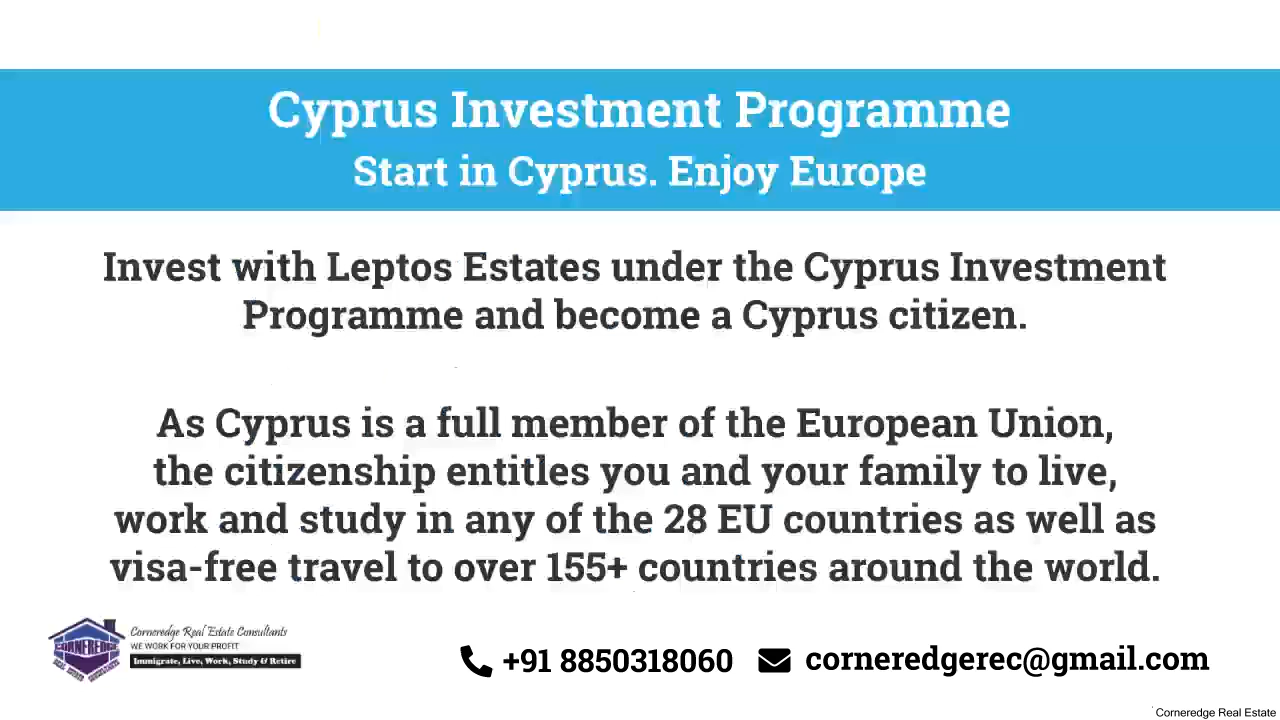 Cyprus Investment Programme
Start in Cyprus. Enjoy Europe
Invest with Leptos Estates under the Cyprus Investment
Programme and become a Cyprus citizen.
As Cyprus is a full member of the European Union,
the citizenship entitles you and your family to live,
work and study in any of the 28 EU countries as well as
visa-free travel to over 155+ countries around the world.
CORNEREDGE
Corneredge Real Estate Consultants
WE WORK FOR YOUR PROFIT
Immigrate, Live, Work, Study & Retire
+91 8850318060
corneredgerec@gmail.com
Corneredge Real Estate